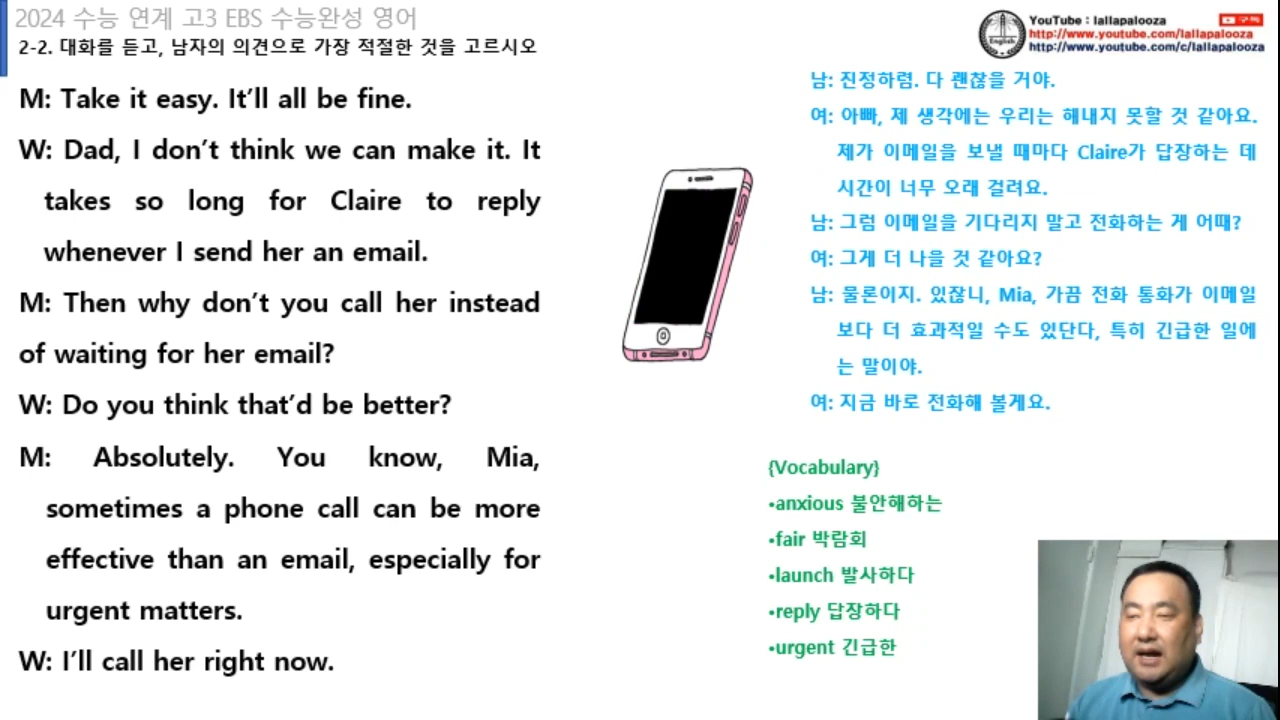 2024 수능 연계 고3 EBS 수능완성 영어
2-2. 대화를 듣고, 남자의 의견으로 가장 적절한 것을 고르시오
YouTube : lallapalooza
구독
http://www.youtube.com/lallapalooza
http://www.youtube.com/c/lallapalooza
English
M: Take it easy. It’ll all be fine.
W: Dad, I don’t think we can make it. It
takes so long for Claire to reply
whenever I send her an email.
M: Then why don’t you call her instead
of waiting for her email?
W: Do you think that’d be better?
M: Absolutely. You know, Mia,
sometimes a phone call can be more
effective than an email, especially for
urgent matters.
W: I’ll call her right now.
남: 진정하렴. 다 괜찮을 거야.
여: 아빠, 제 생각에는 우리는 해내지 못할 것 같아요.
제가 이메일을 보낼 때마다 Claire가 답장하는 데
시간이 너무 오래 걸려요.
남: 그럼 이메일을 기다리지 말고 전화하는 게 어때?
여: 그게 더 나을 것 같아요?
남: 물론이지. 있잖니, Mia, 가끔 전화 통화가 이메일
보다 더 효과적일 수도 있단다, 특히 긴급한 일에
는 말이야.
여: 지금 바로 전화해 볼게요.
{Vocabulary}
•anxious 불안해하는
•fair 박람회
•launch 발사하다
•reply 답장하다
•urgent 긴급한